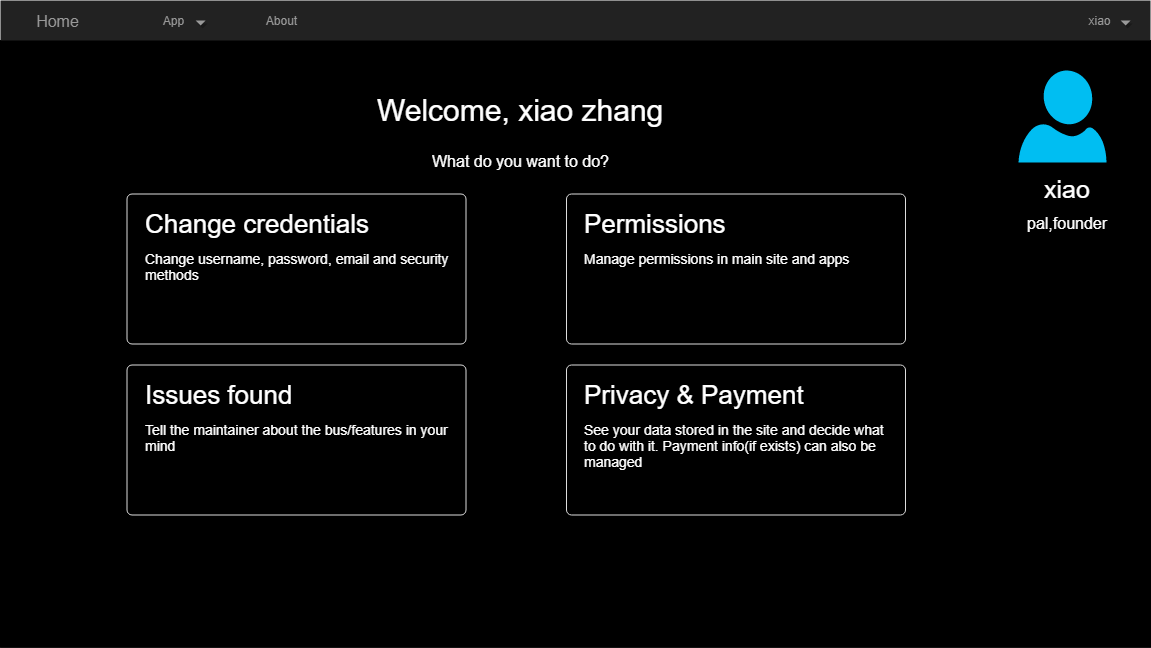 Home
App
About
xiao
Welcome, xiao zhang
What do you want to do?
xiao
pal,founder
Change credentials
Change username, password, email and security
methods
Permissions
Manage permissions in main site and apps
Issues found
Tell the maintainer about the bus/features in your
mind
Privacy & Payment
See your data stored in the site and decide what
to do with it. Payment info(if exists) can also be
managed